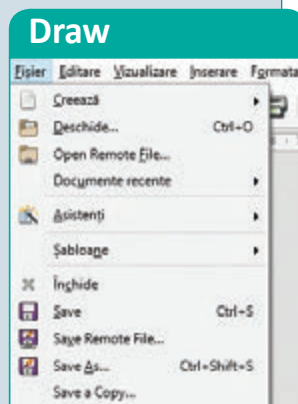 Draw
Fișier Editare Vizualizare Inserare Formata
Creează
Deschide... Ctrl+O
Open Remote File...
Documente recente
Asistenți
Șabloane
Închide
Save Ctrl+S
Save Remote File...
Save As... Ctrl+Shift+S
Save a Copy...